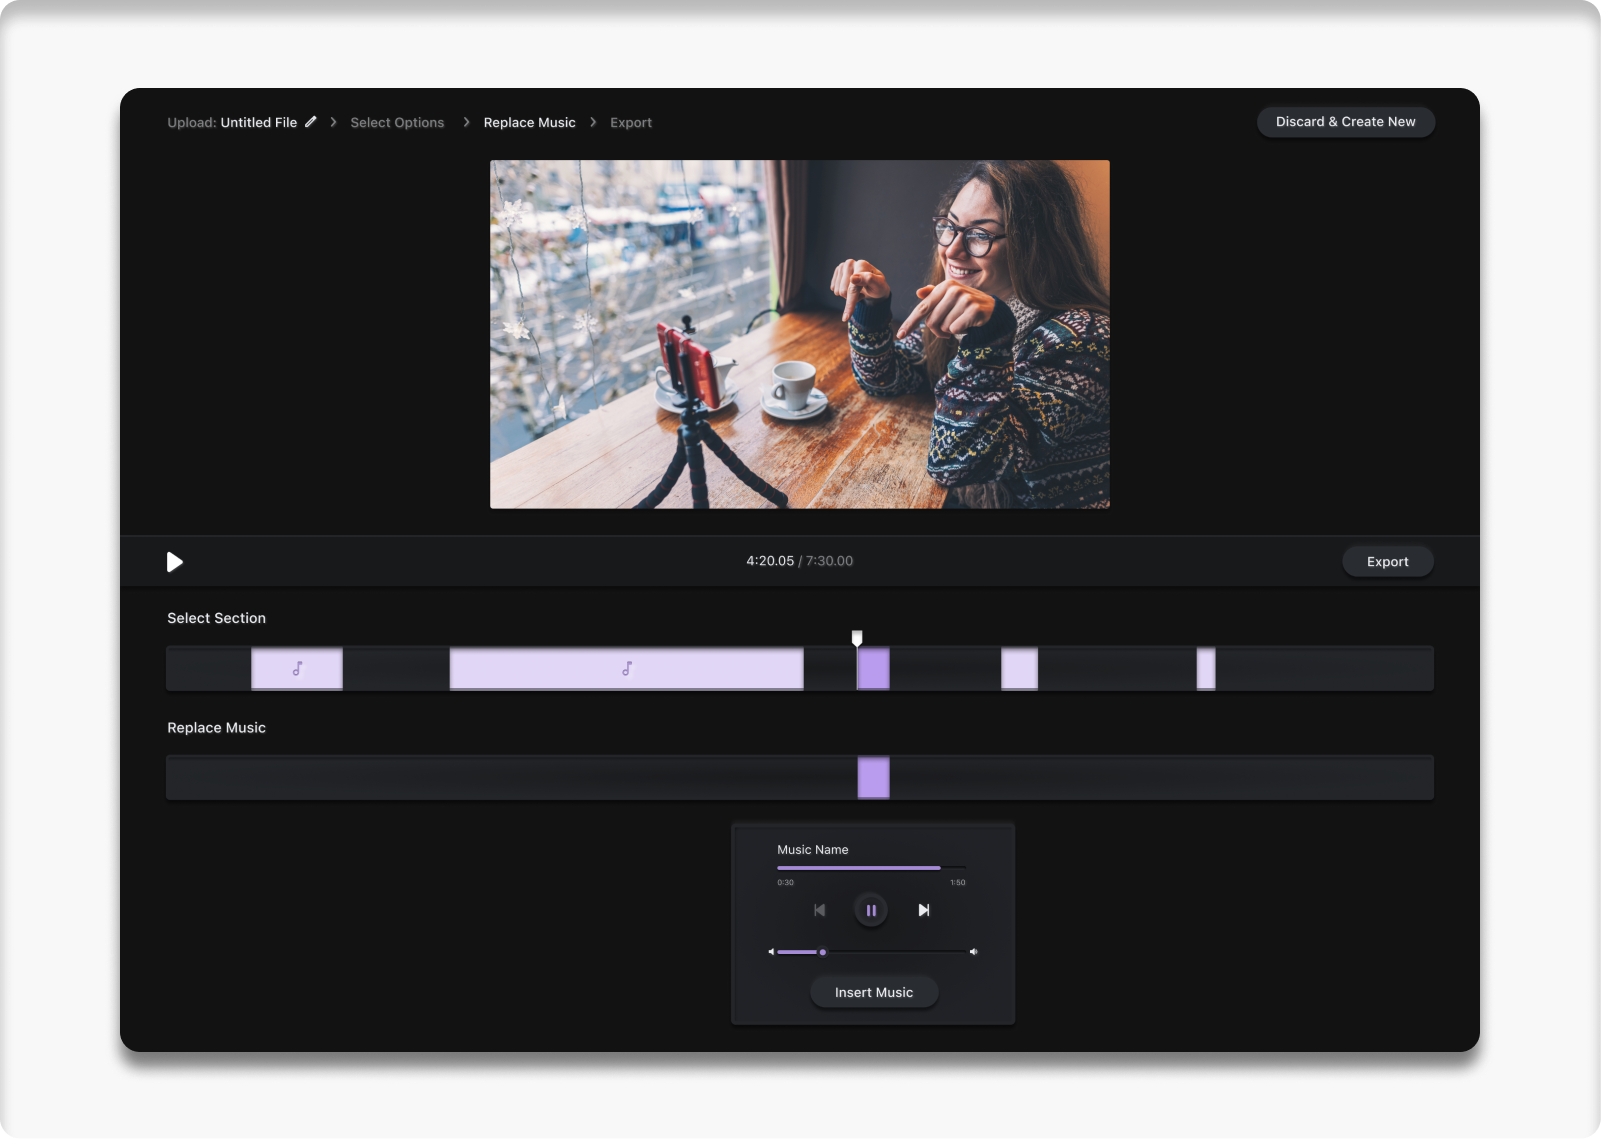 Upload: Untitled File > Select Options > Replace Music > Export
Discard & Create New
4:20.05 / 7:30.00
Export
Select Section
Replace Music
Music Name
0:30 1:50
Insert Music